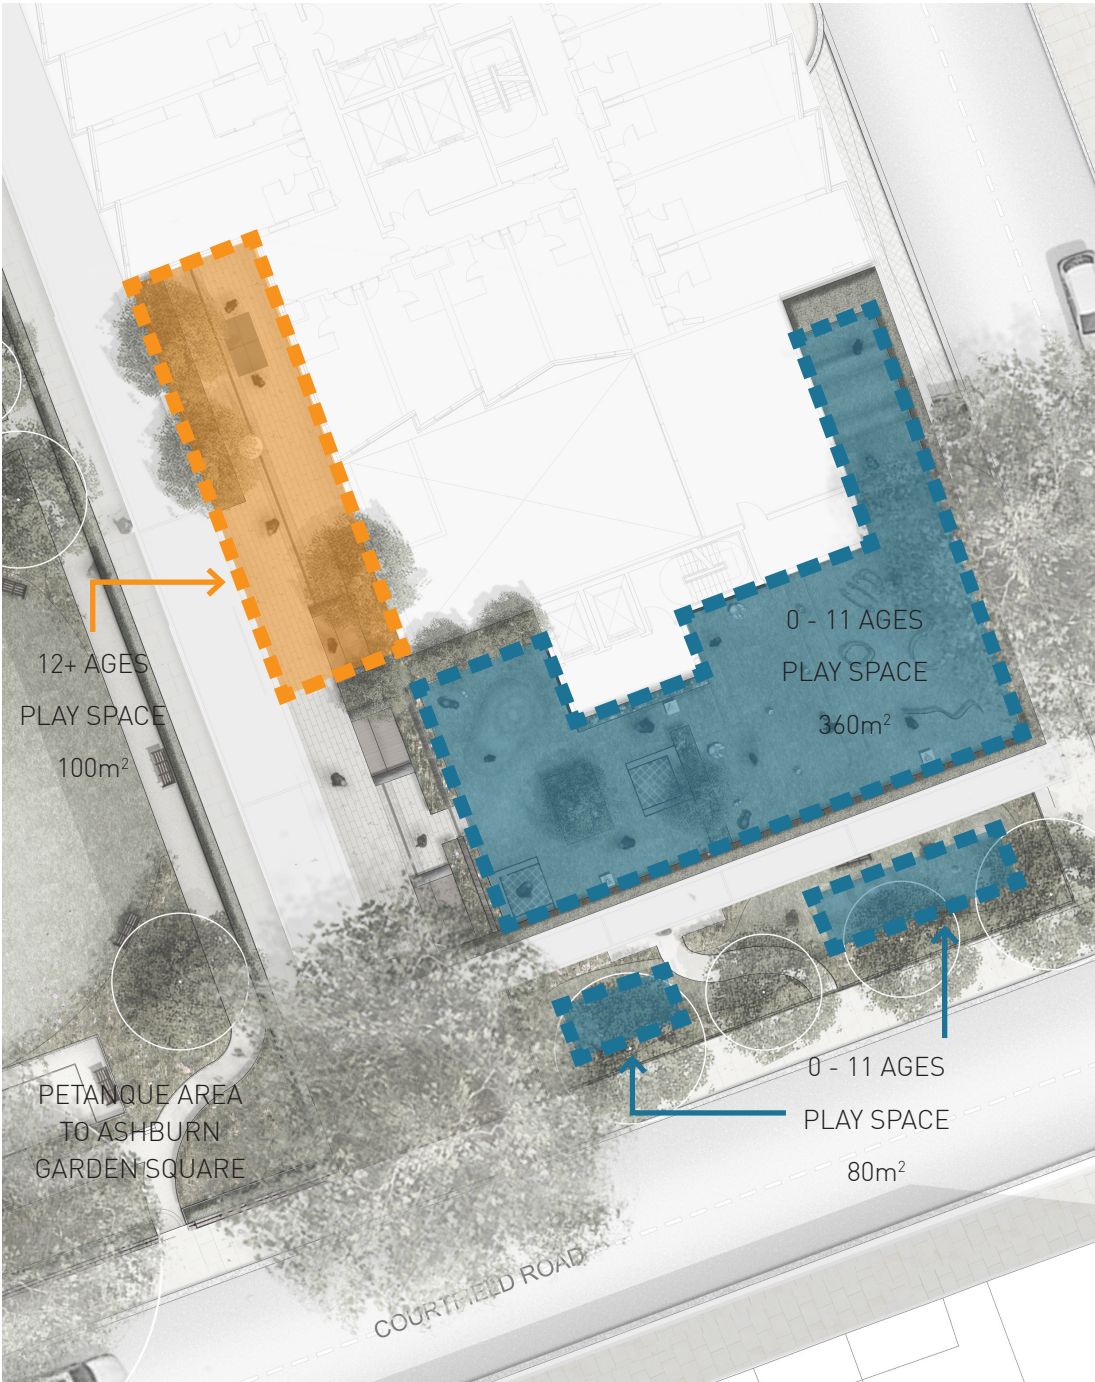 12+ AGES
PLAY SPACE
100m²
0 - 11 AGES
PLAY SPACE
360m²
0 - 11 AGES
PLAY SPACE
80m²
PETANQUE AREA
TO ASHBURN
GARDEN SQUARE
COURTFIELD ROAD